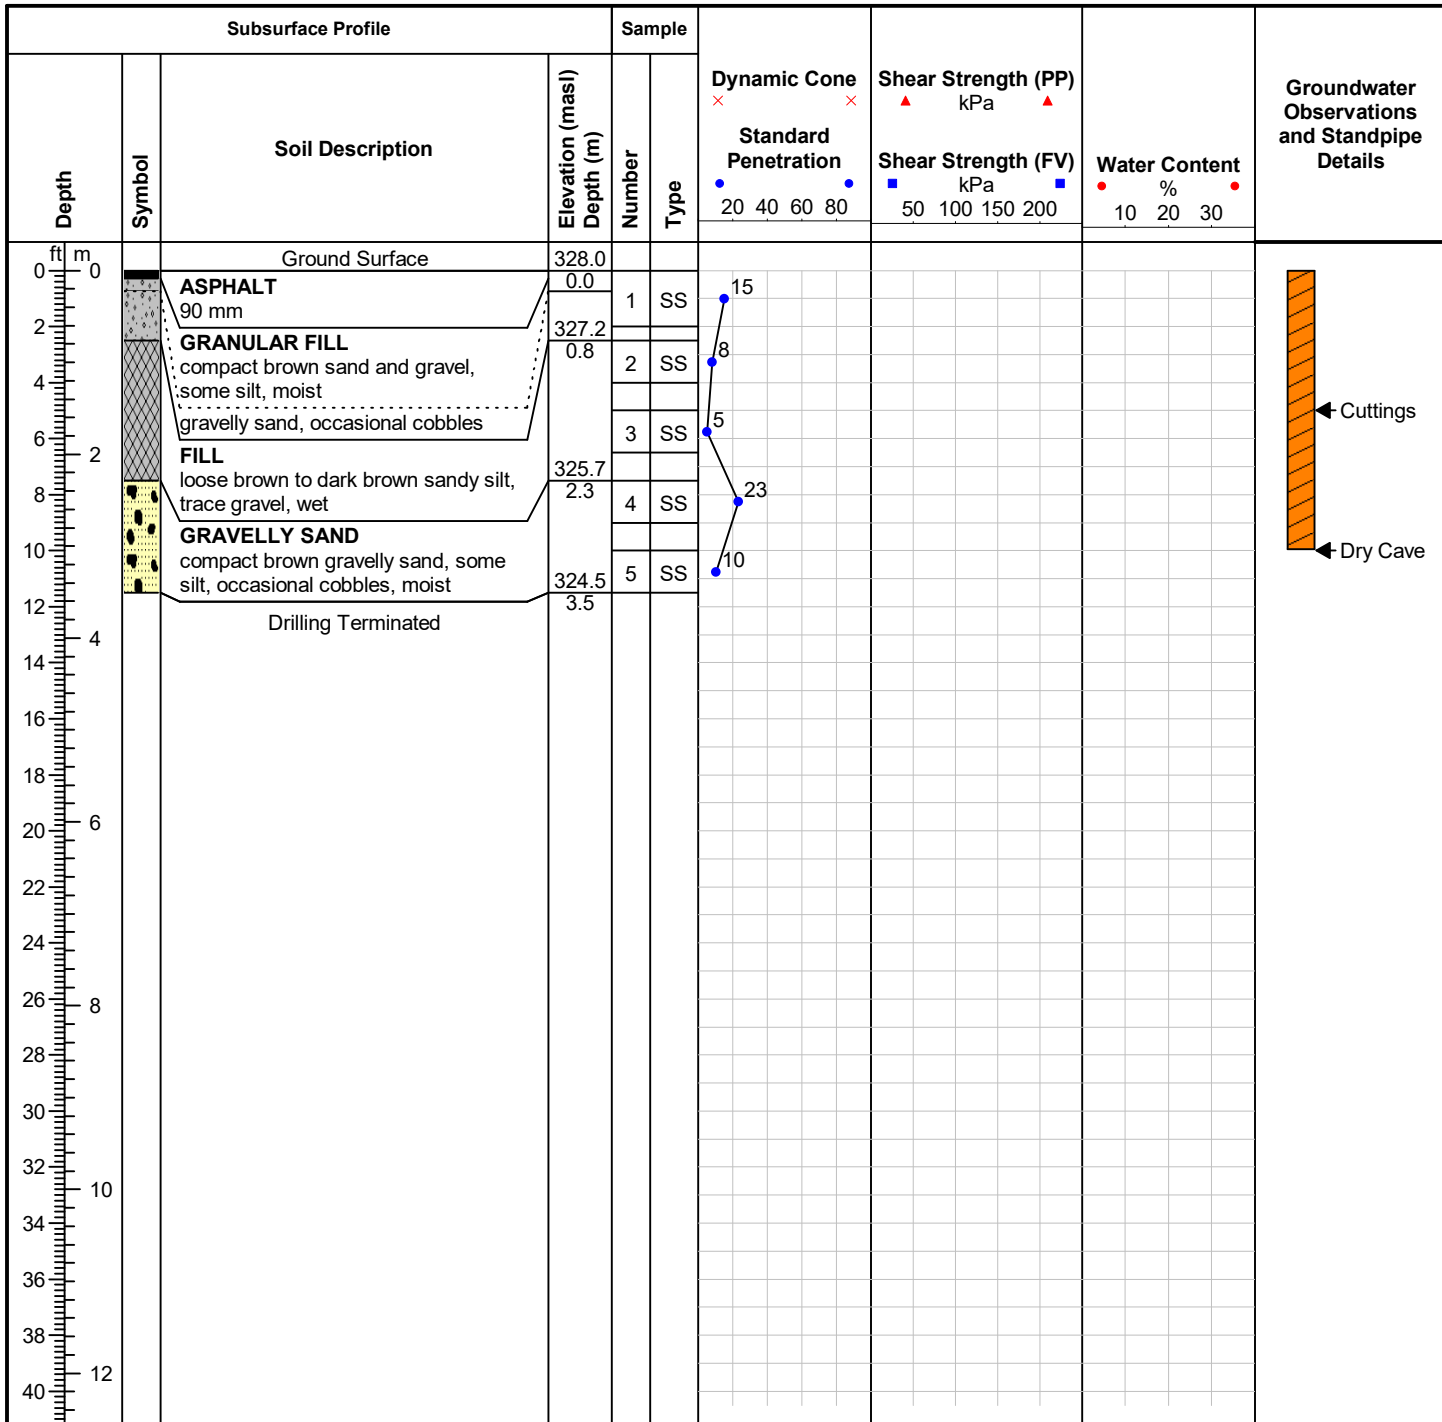 Subsurface Profile
Sample
Depth
Symbol
Soil Description
Elevation (masl)
Depth (m)
Number
Type
Dynamic Cone
Standard
Penetration
20 40 60 80
Shear Strength (PP)
kPa
Shear Strength (FV)
kPa
50 100 150 200
Water Content
%
10 20 30
Groundwater
Observations
and Standpipe
Details
ft m
Ground Surface
328.0
0 0
0.0
ASPHALT
90 mm
1 SS
15
2
327.2
GRANULAR FILL
0.8
compact brown sand and gravel,
some silt, moist
2 SS
8
4
gravelly sand, occasional cobbles
3 SS
5
Cuttings
6
2
FILL
loose brown to dark brown sandy silt,
trace gravel, wet
325.7
2.3
4 SS
23
8
GRAVELLY SAND
compact brown gravelly sand, some
silt, occasional cobbles, moist
10
Dry Cave
5 SS
10
324.5
3.5
12
Drilling Terminated
4
14
16
18
6
20
22
24
8
26
28
30
32
10
34
36
38
12
40